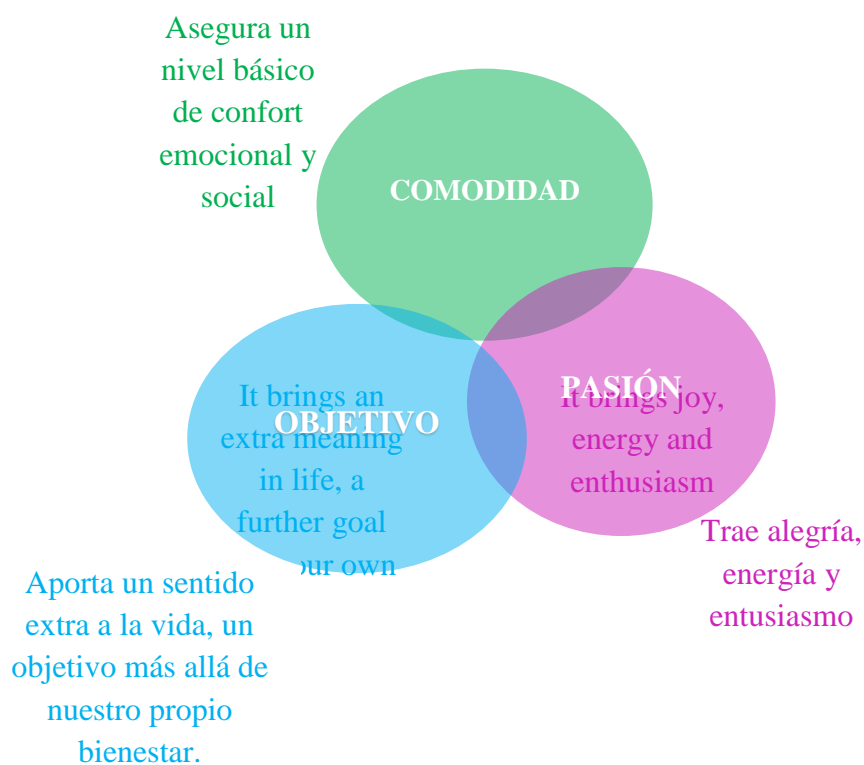 Asegura un
nivel básico
de confort
emocional y
social
COMODIDAD
PASIÓN
It brings joy,
energy and
enthusiasm
OBJETIVO
It brings an
extra meaning
in life, a
further goal
own
Trae alegría,
energía y
entusiasmo
Aporta un sentido
extra a la vida, un
objetivo más allá de
nuestro propio
bienestar.